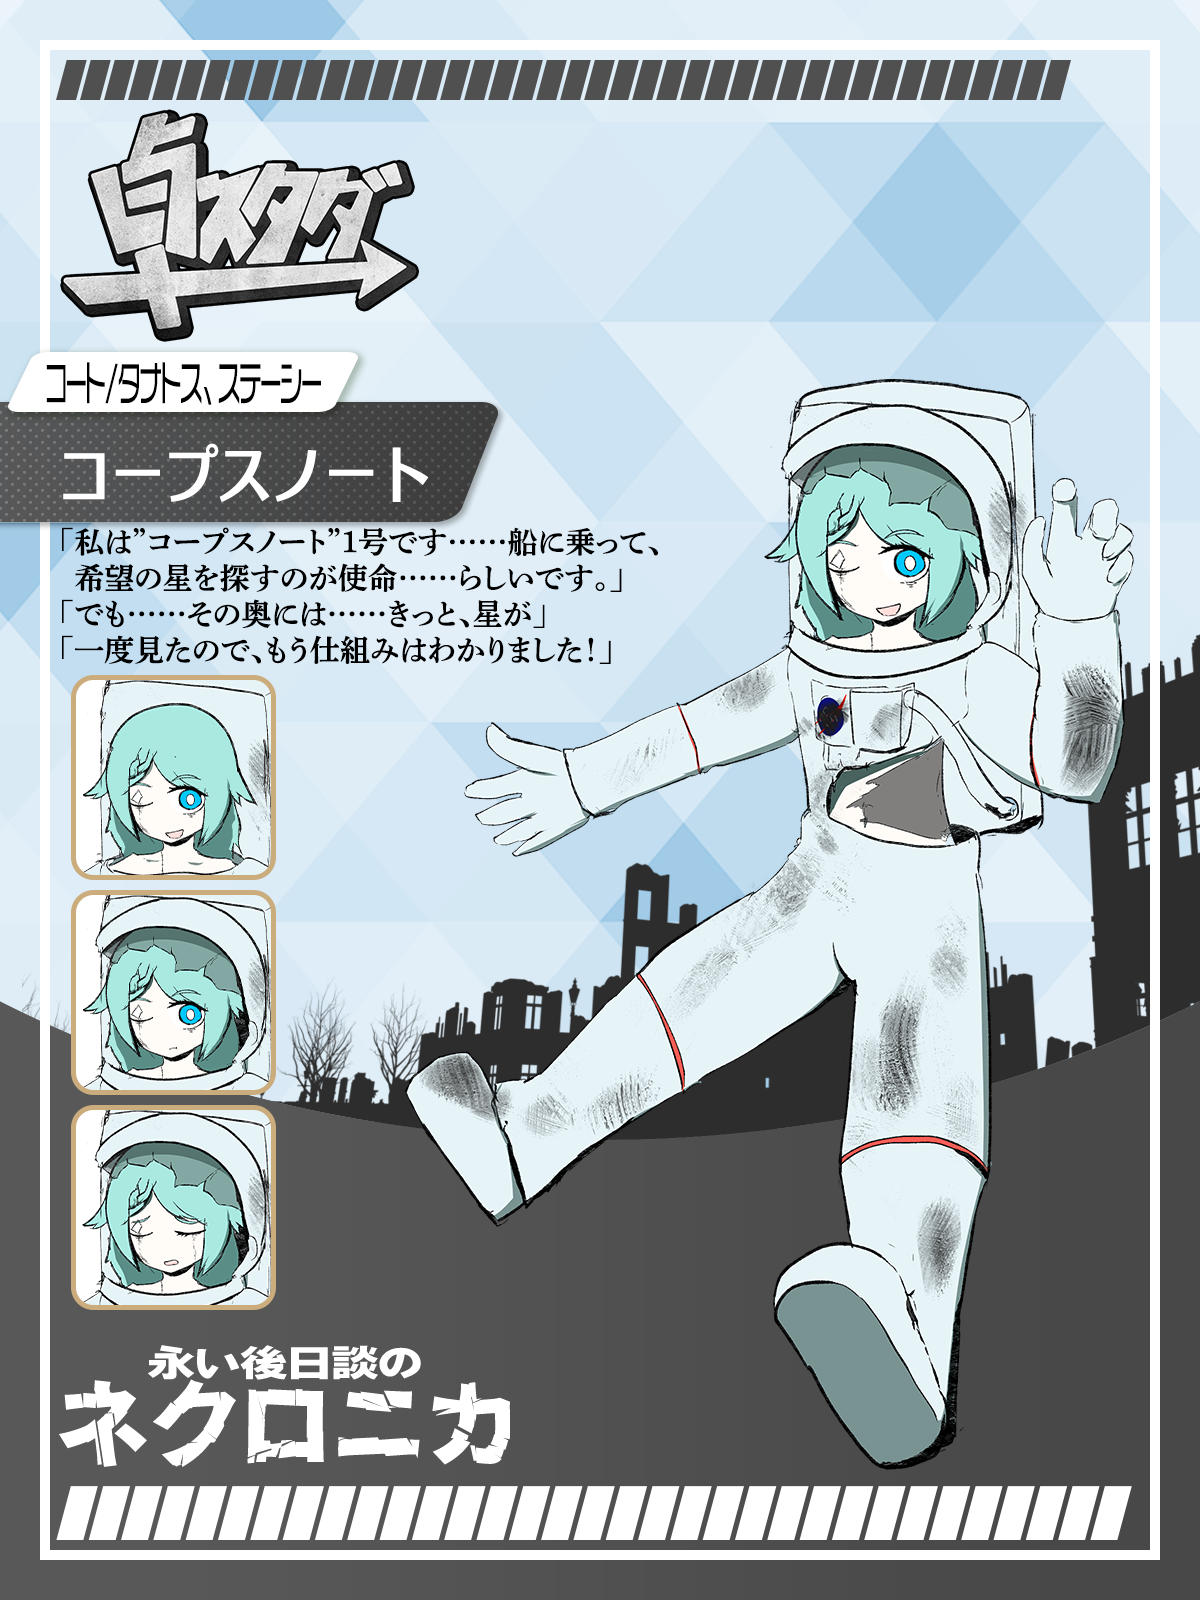 卓スタダ
コート/タナトス、ステーシー
コープスノート
「私は”コープスノート”1号です……船に乗って、
希望の星を探すのが使命……らしいです。」
「でも……その奥には……きっと、星が」
「一度見たので、もう仕組みはわかりました!」
永い後日談の
ネクロニカ